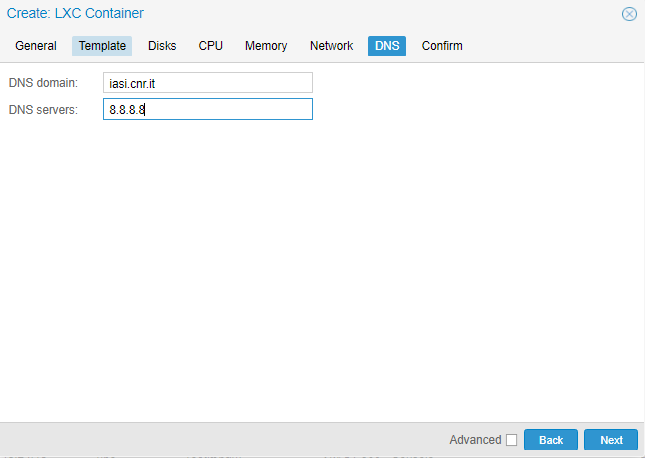 Create: LXC Container
General Template Disks CPU Memory Network DNS Confirm
DNS domain: iasi.cnr.it
DNS servers: 8.8.8.8
Advanced Back Next